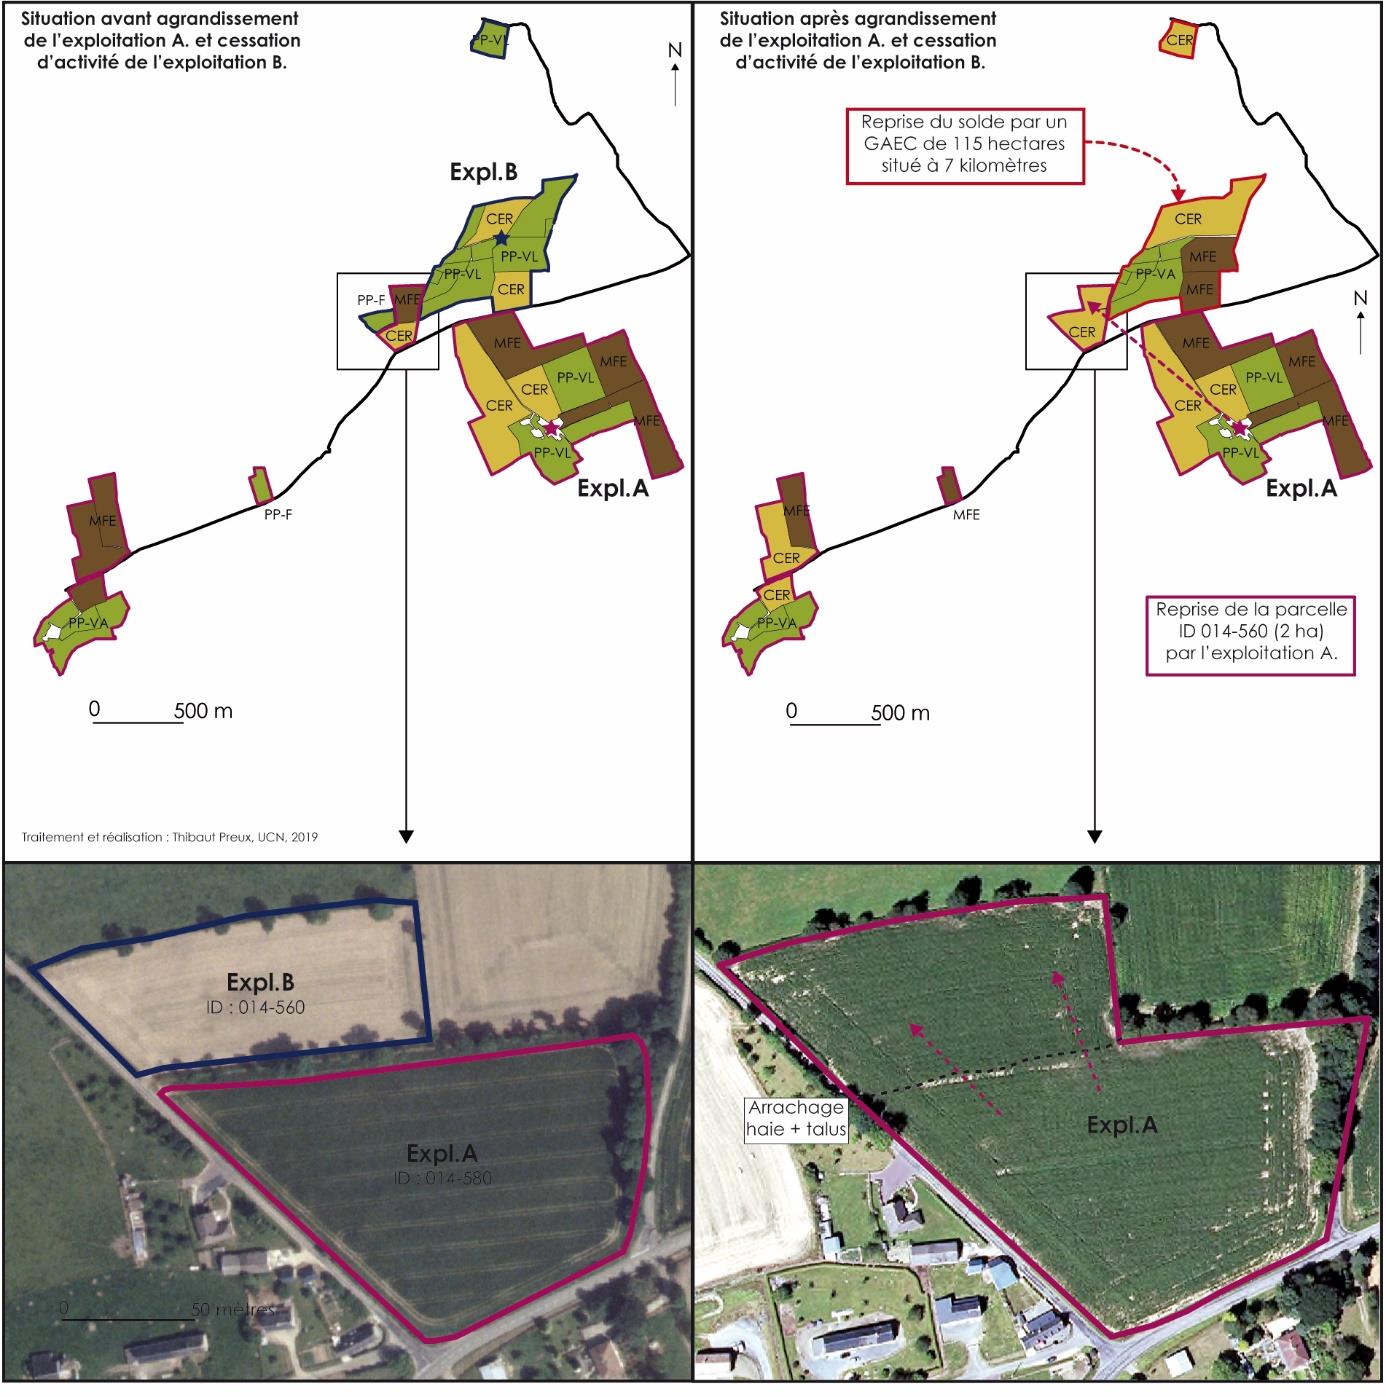 Situation avant agrandissement
de l'exploitation A. et cessation
d'activité de l'exploitation B.
PP-VL
N
Expl.B
CER
PP-VL
PP-VL
CER
PP-F
MFE
CER
MFE
MFE
PP-VL
CER
CER
MFE
PP-VL
Expl.A
MFE
PP-F
PP-VA
0
500 m
Traitement et réalisation : Thibaut Preux, UCN, 2019
Situation après agrandissement
de l'exploitation A. et cessation
d'activité de l'exploitation B.
CER
Reprise du solde par un
GAEC de 115 hectares
situé à 7 kilomètres
CER
MFE
PP-VA
MFE
N
CER
MFE
MFE
PP-VL
CER
CER
MFE
PP-VL
Expl.A
MFE
MFE
CER
CER
PP-VA
Reprise de la parcelle
ID 014-560 (2 ha)
par l'exploitation A.
0
500 m
Expl.B
ID : 014-560
Expl.A
ID : 014-580
0
50 mètres
Arrachage
haie + talus
Expl.A